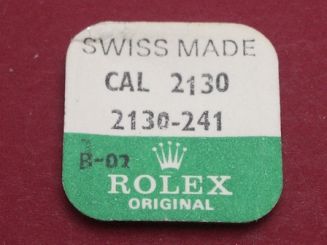 SWISS MADE
CAL 2130
2130-241
B-02
ROLEX
ORIGINAL